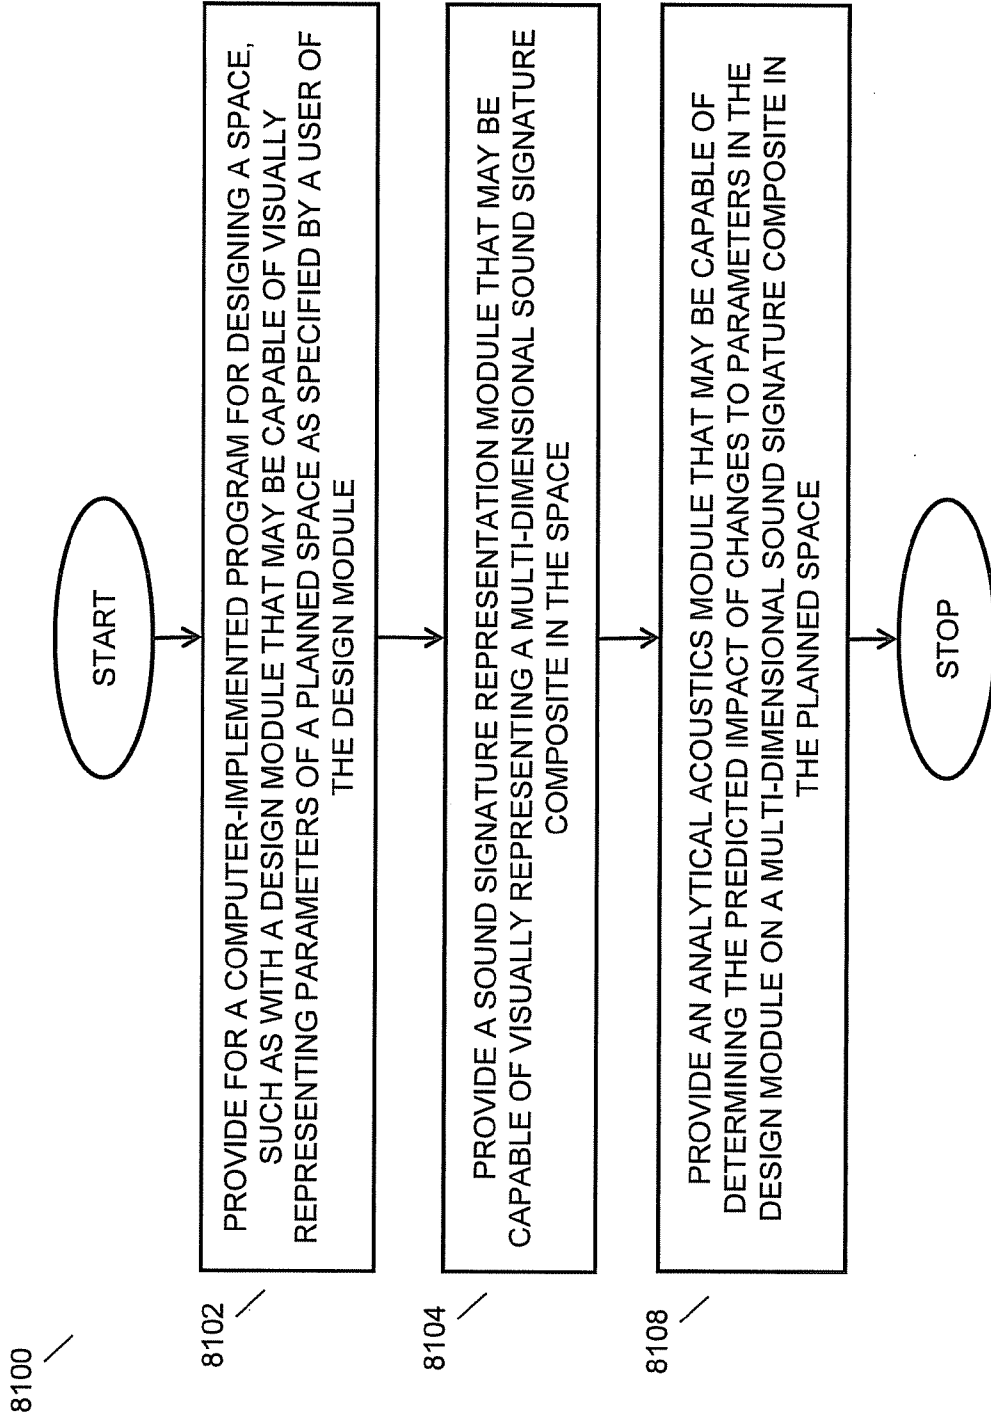 8100
START
8102
PROVIDE FOR A COMPUTER-IMPLEMENTED PROGRAM FOR DESIGNING A SPACE,
SUCH AS WITH A DESIGN MODULE THAT MAY BE CAPABLE OF VISUALLY
REPRESENTING PARAMETERS OF A PLANNED SPACE AS SPECIFIED BY A USER OF
THE DESIGN MODULE
8104
PROVIDE A SOUND SIGNATURE REPRESENTATION MODULE THAT MAY BE
CAPABLE OF VISUALLY REPRESENTING A MULTI-DIMENSIONAL SOUND SIGNATURE
COMPOSITE IN THE SPACE
8108
PROVIDE AN ANALYTICAL ACOUSTICS MODULE THAT MAY BE CAPABLE OF
DETERMINING THE PREDICTED IMPACT OF CHANGES TO PARAMETERS IN THE
DESIGN MODULE ON A MULTI-DIMENSIONAL SOUND SIGNATURE COMPOSITE IN
THE PLANNED SPACE
STOP